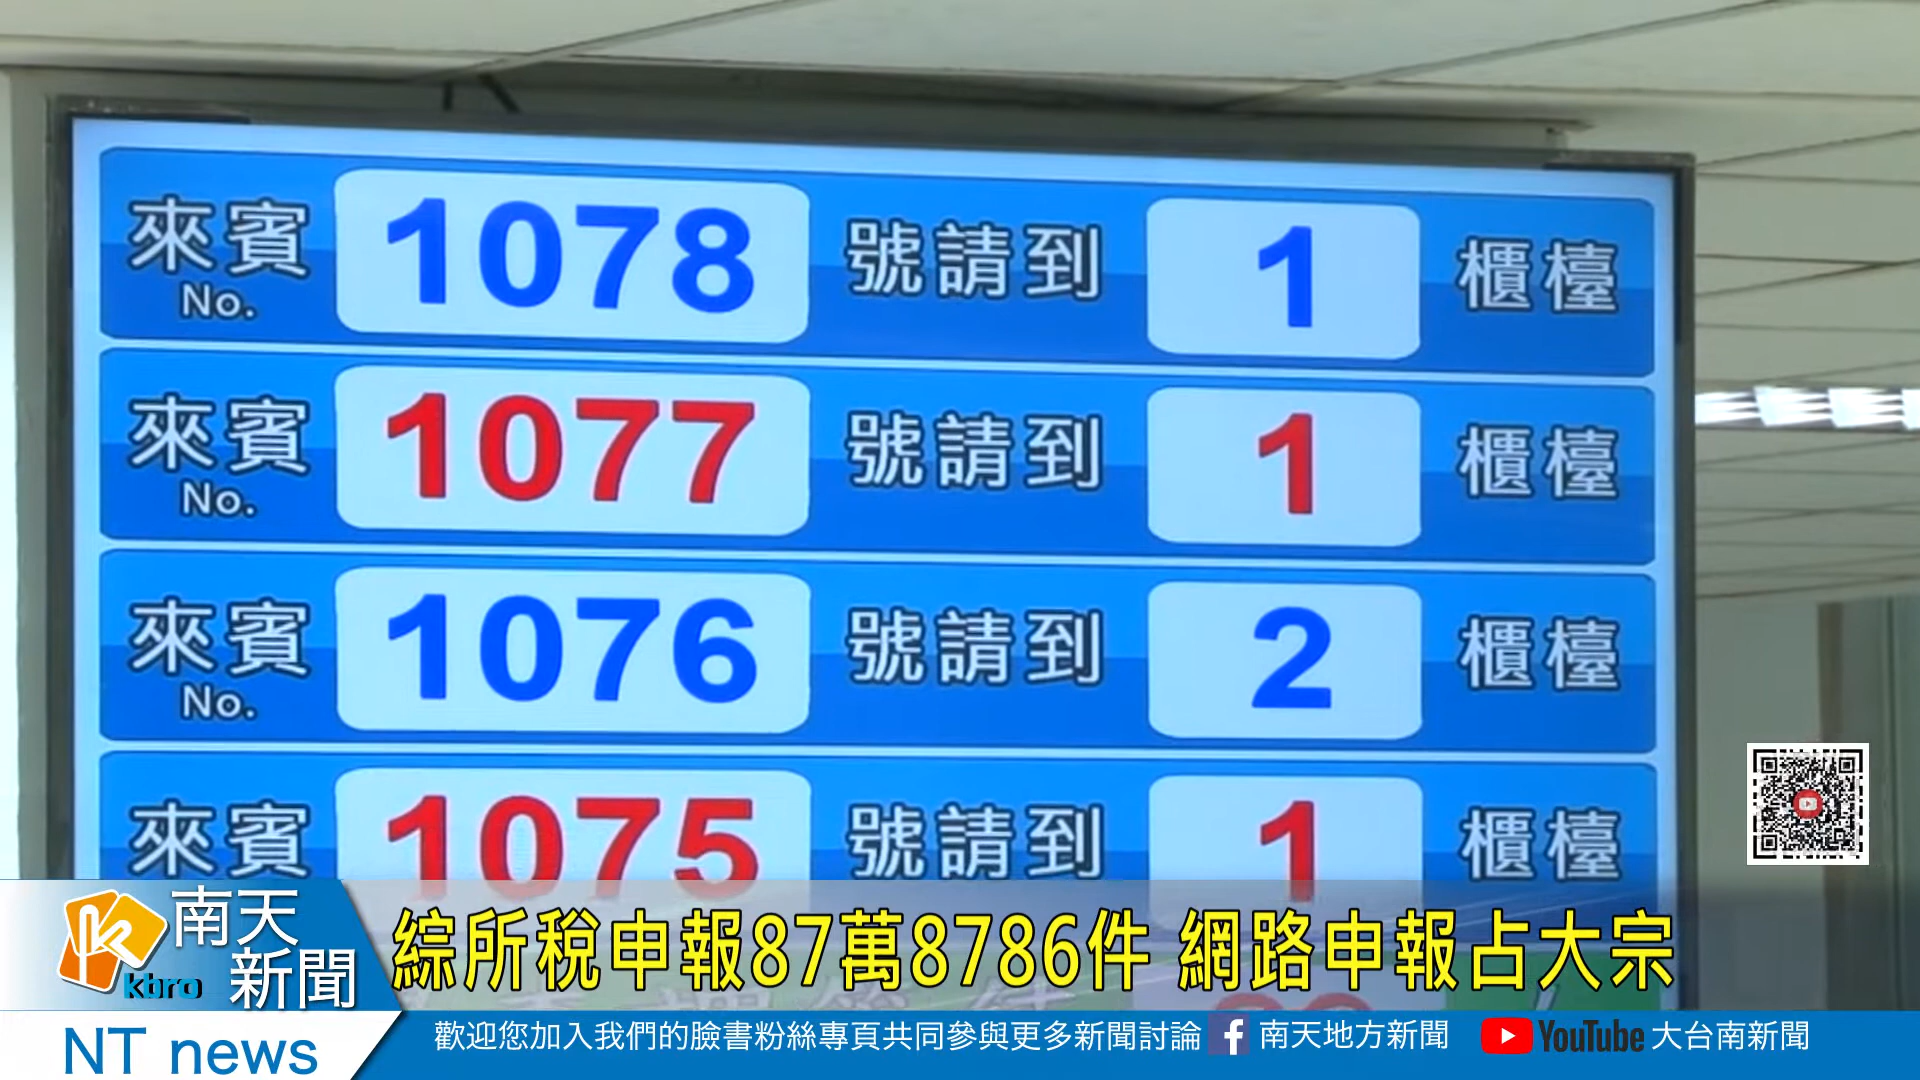 來賓 1078 號請到 1 櫃檯
No.
來賓 1077 號請到 1 櫃檯
No.
來賓 1076 號請到 2 櫃檯
No.
來賓 1075 號請到 1 櫃檯
南天新聞
kbro
綜所稅申報87萬8786件 網路申報占大宗
NT news
歡迎您加入我們的臉書粉絲專頁共同參與更多新聞討論 f 南天地方新聞 YouTube 大台南新聞